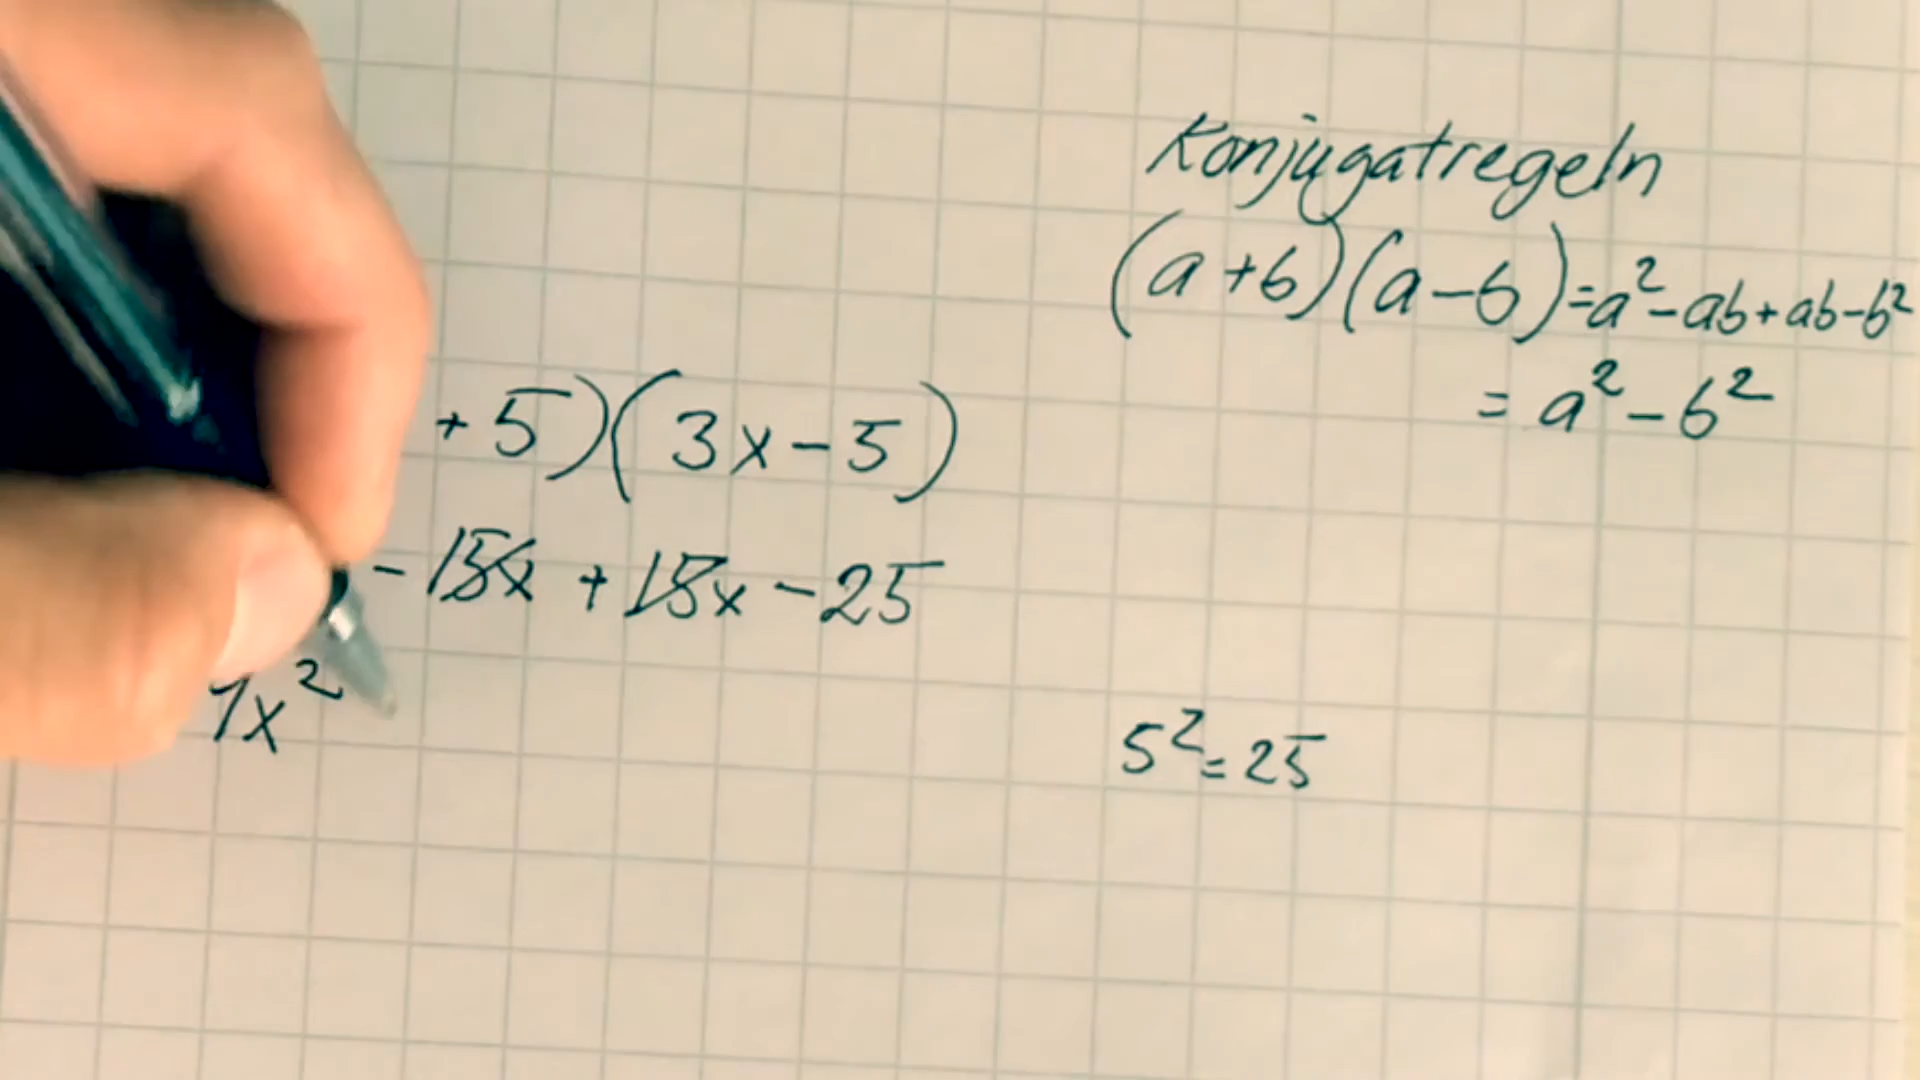 Konjugatregeln
(a+b)(a-b)=a²-ab+ab-b²
= a²-b²
+ 5)(3x-5)
- 15x + 15x - 25
x²
5²=25